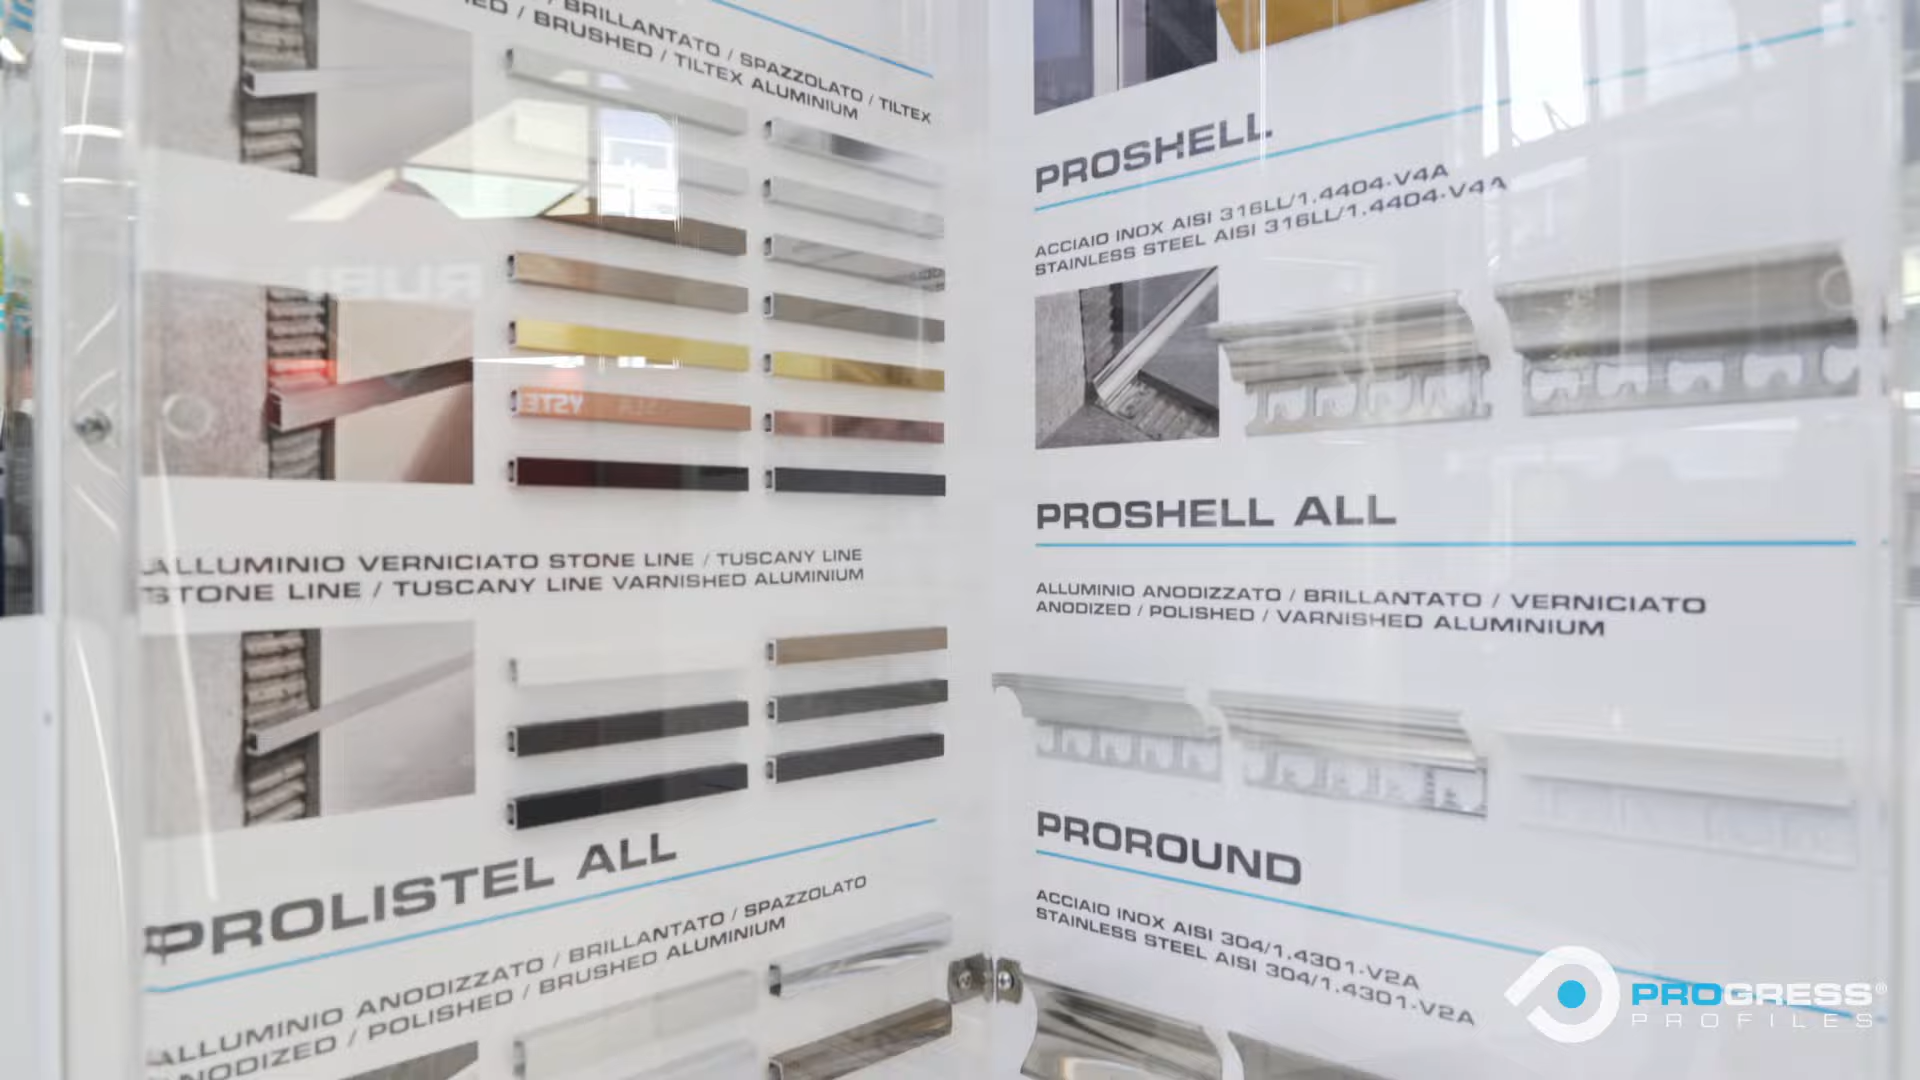 / BRILLANTATO / SPAZZOLATO / TILTEX
/ BRUSHED / TILTEX ALUMINIUM
ALLUMINIO VERNICIATO STONE LINE / TUSCANY LINE
STONE LINE / TUSCANY LINE VARNISHED ALUMINIUM
PROLISTEL ALL
ALLUMINIO ANODIZZATO / BRILLANTATO / SPAZZOLATO
ANODIZED / POLISHED / BRUSHED ALUMINIUM
PROSHELL
ACCIAIO INOX AISI 316LL/1.4404-V4A
STAINLESS STEEL AISI 316LL/1.4404-V4A
PROSHELL ALL
ALLUMINIO ANODIZZATO / BRILLANTATO / VERNICIATO
ANODIZED / POLISHED / VARNISHED ALUMINIUM
PROROUND
ACCIAIO INOX AISI 304/1.4301-V2A
STAINLESS STEEL AISI 304/1.4301-V2A
PROGRESS®
PROFILES